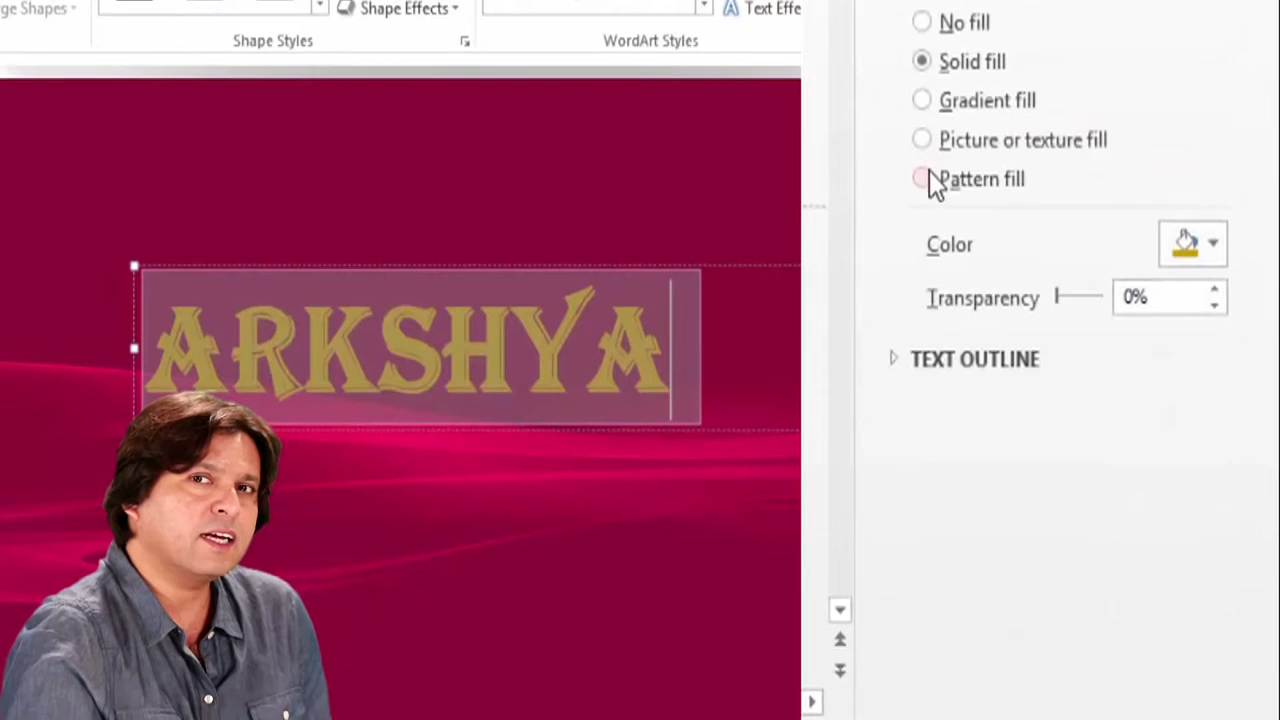 ge Shapes
Shape Effects
Text Effe
Shape Styles
WordArt Styles
No fill
Solid fill
Gradient fill
Picture or texture fill
Pattern fill
Color
Transparency 0%
TEXT OUTLINE
ARKSHYA